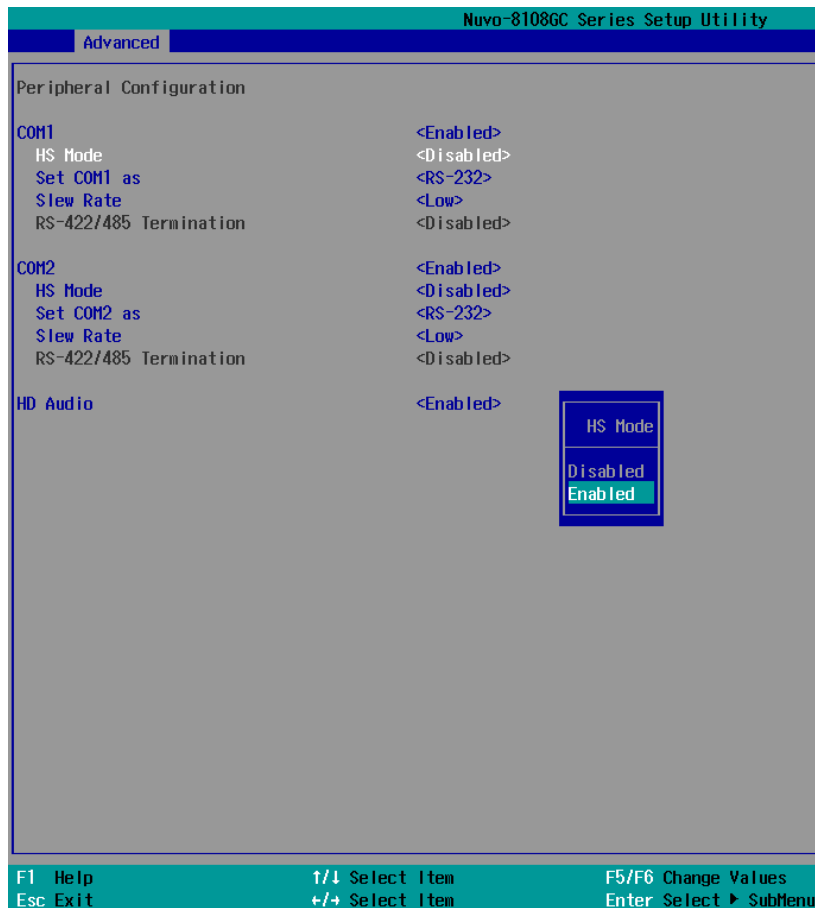 Nuvo-8108GC Series Setup Utility
Advanced
Peripheral Configuration
COM1 <Enabled>
HS Mode <Disabled>
Set COM1 as <RS-232>
Slew Rate <Low>
RS-422/485 Termination <Disabled>
COM2 <Enabled>
HS Mode <Disabled>
Set COM2 as <RS-232>
Slew Rate <Low>
RS-422/485 Termination <Disabled>
HD Audio <Enabled>
HS Mode
Disabled
Enabled
F1 Help ↑/↓ Select Item F5/F6 Change Values
Esc Exit ←/→ Select Item Enter Select ▶ SubMenu